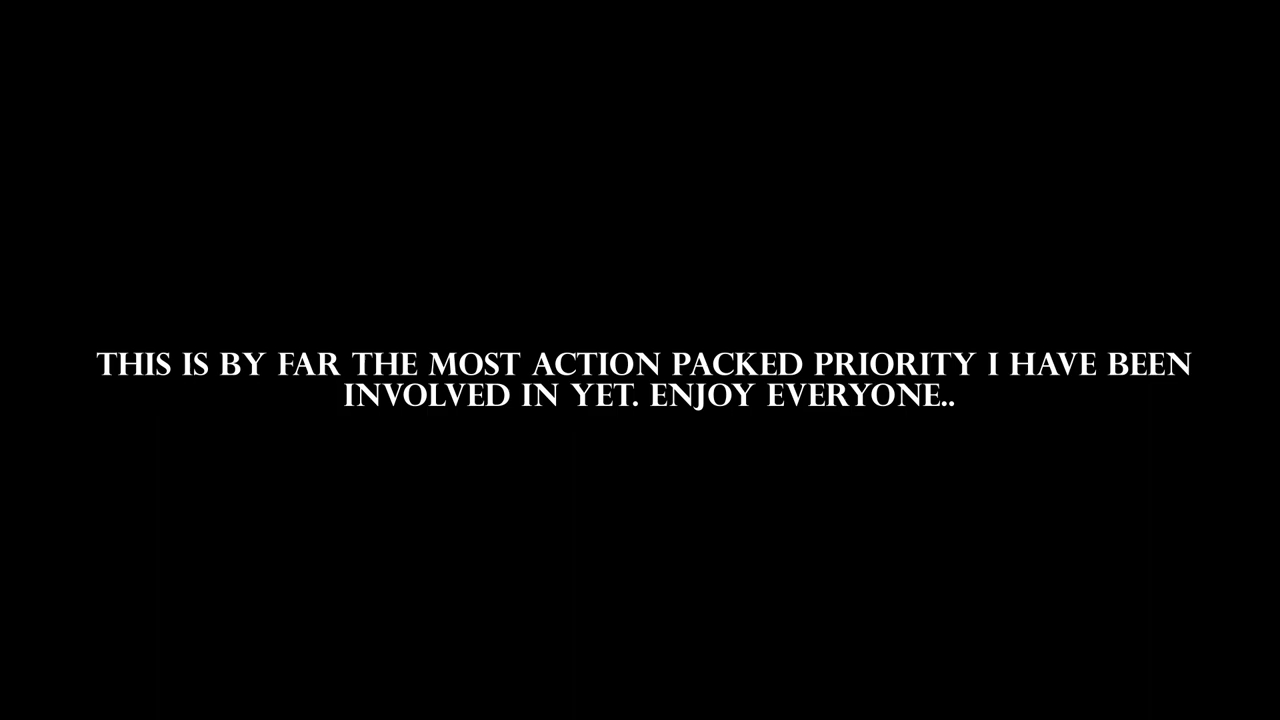 THIS IS BY FAR THE MOST ACTION PACKED PRIORITY I HAVE BEEN
INVOLVED IN YET. ENJOY EVERYONE..